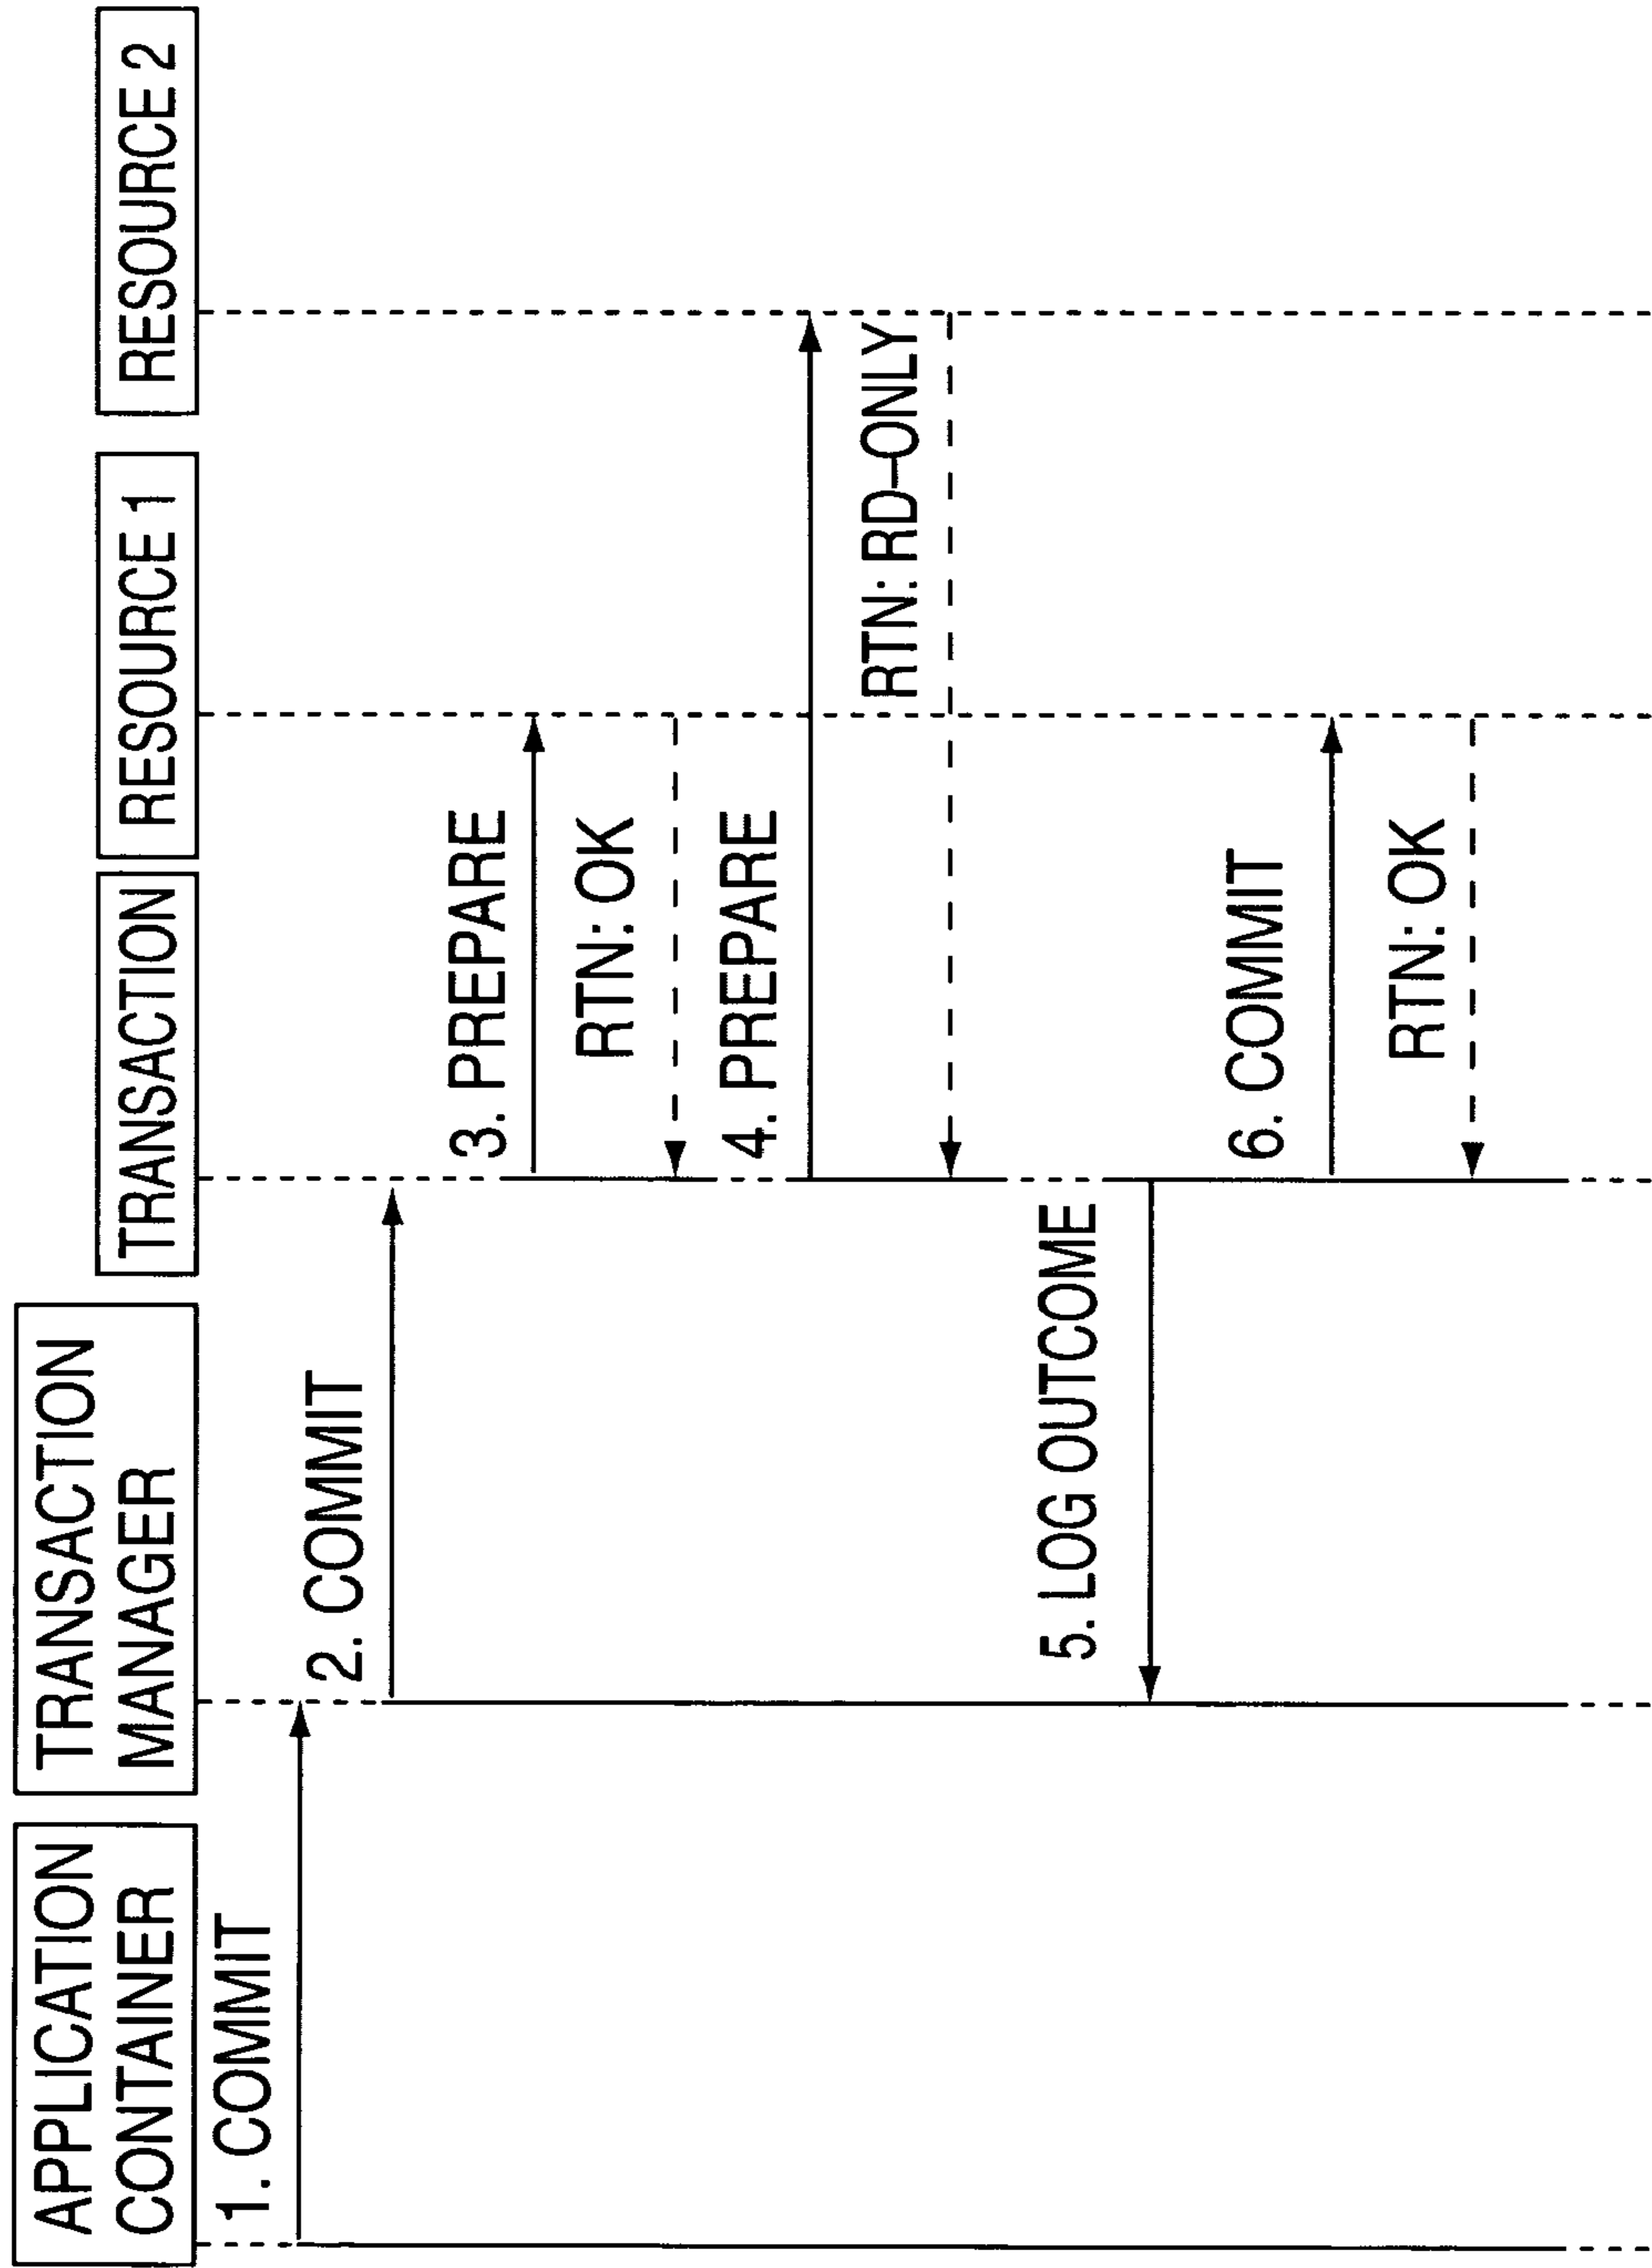 APPLICATION
CONTAINER
TRANSACTION
MANAGER
TRANSACTION
RESOURCE 1
RESOURCE 2
1. COMMIT
2. COMMIT
3. PREPARE
RTN: OK
4. PREPARE
RTN: RD–ONLY
5. LOG OUTCOME
6. COMMIT
RTN: OK